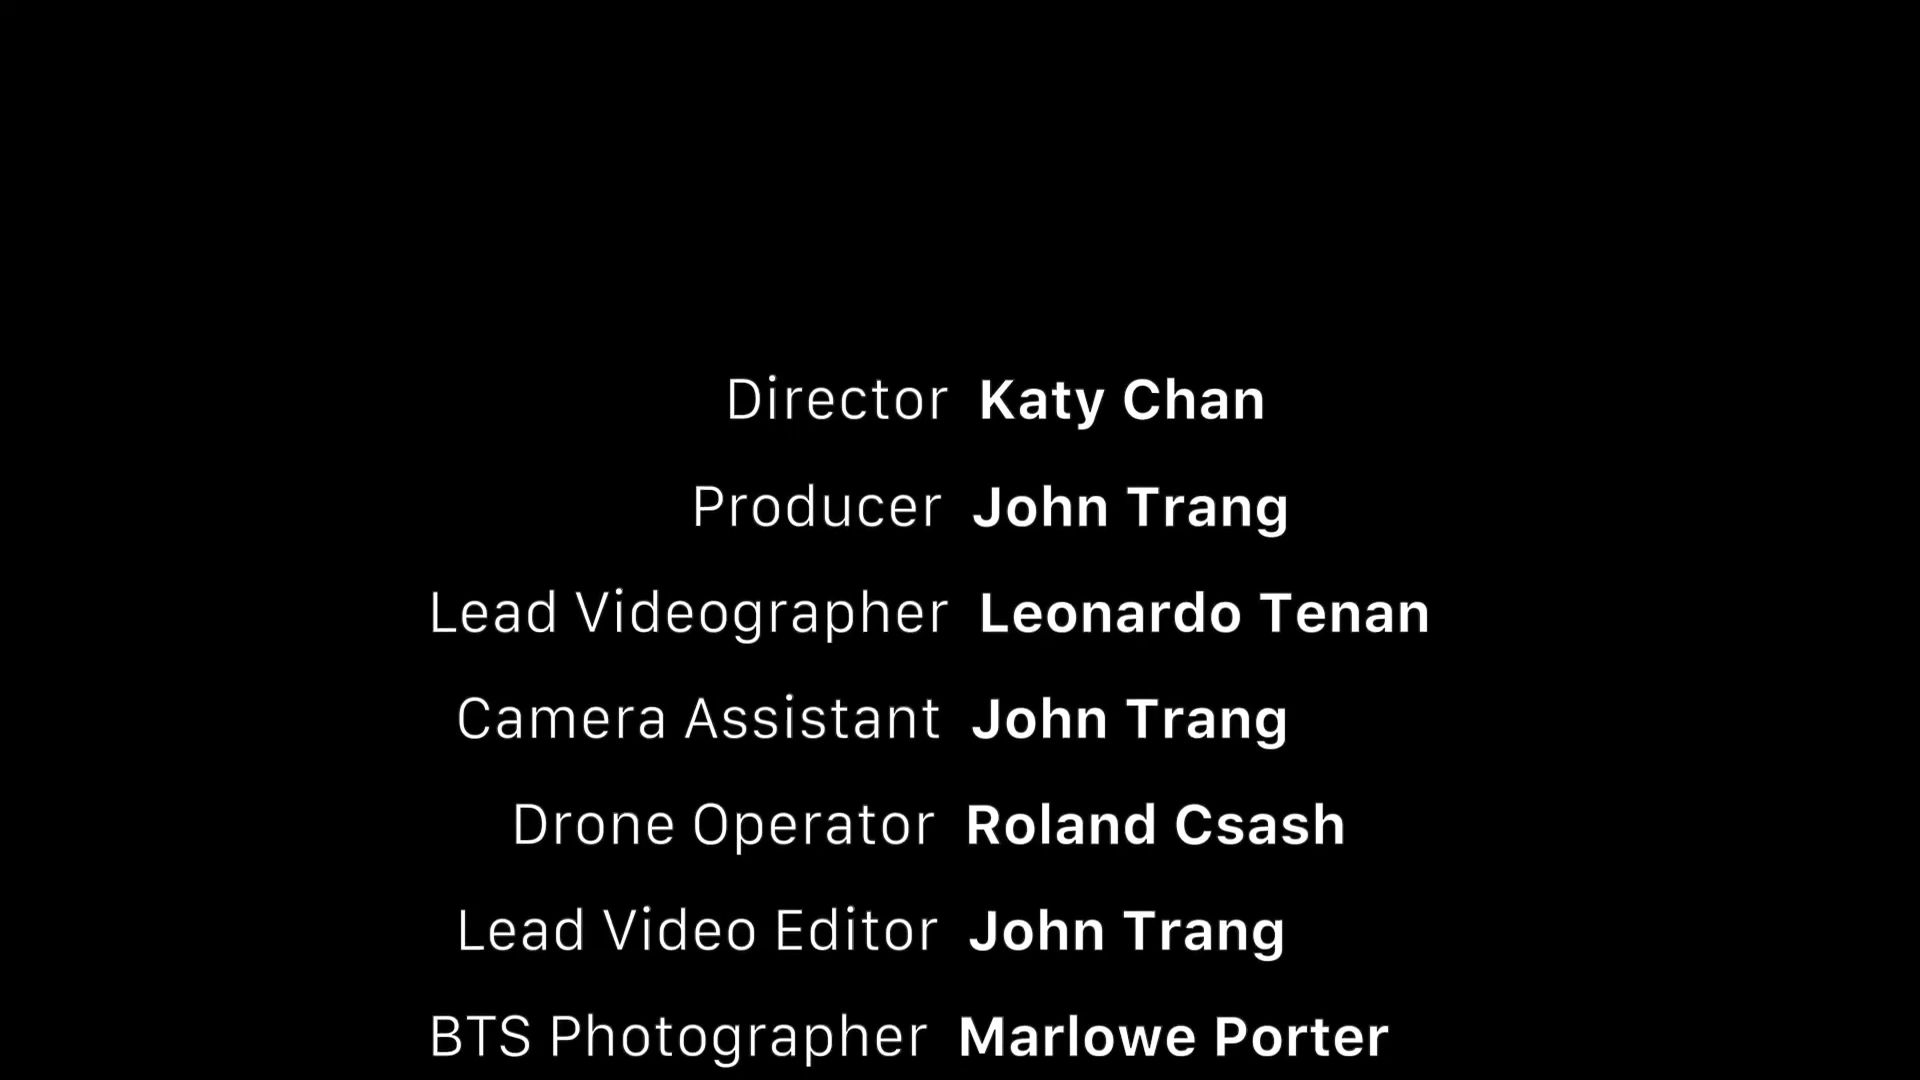 Director Katy Chan
Producer John Trang
Lead Videographer Leonardo Tenan
Camera Assistant John Trang
Drone Operator Roland Csash
Lead Video Editor John Trang
BTS Photographer Marlowe Porter